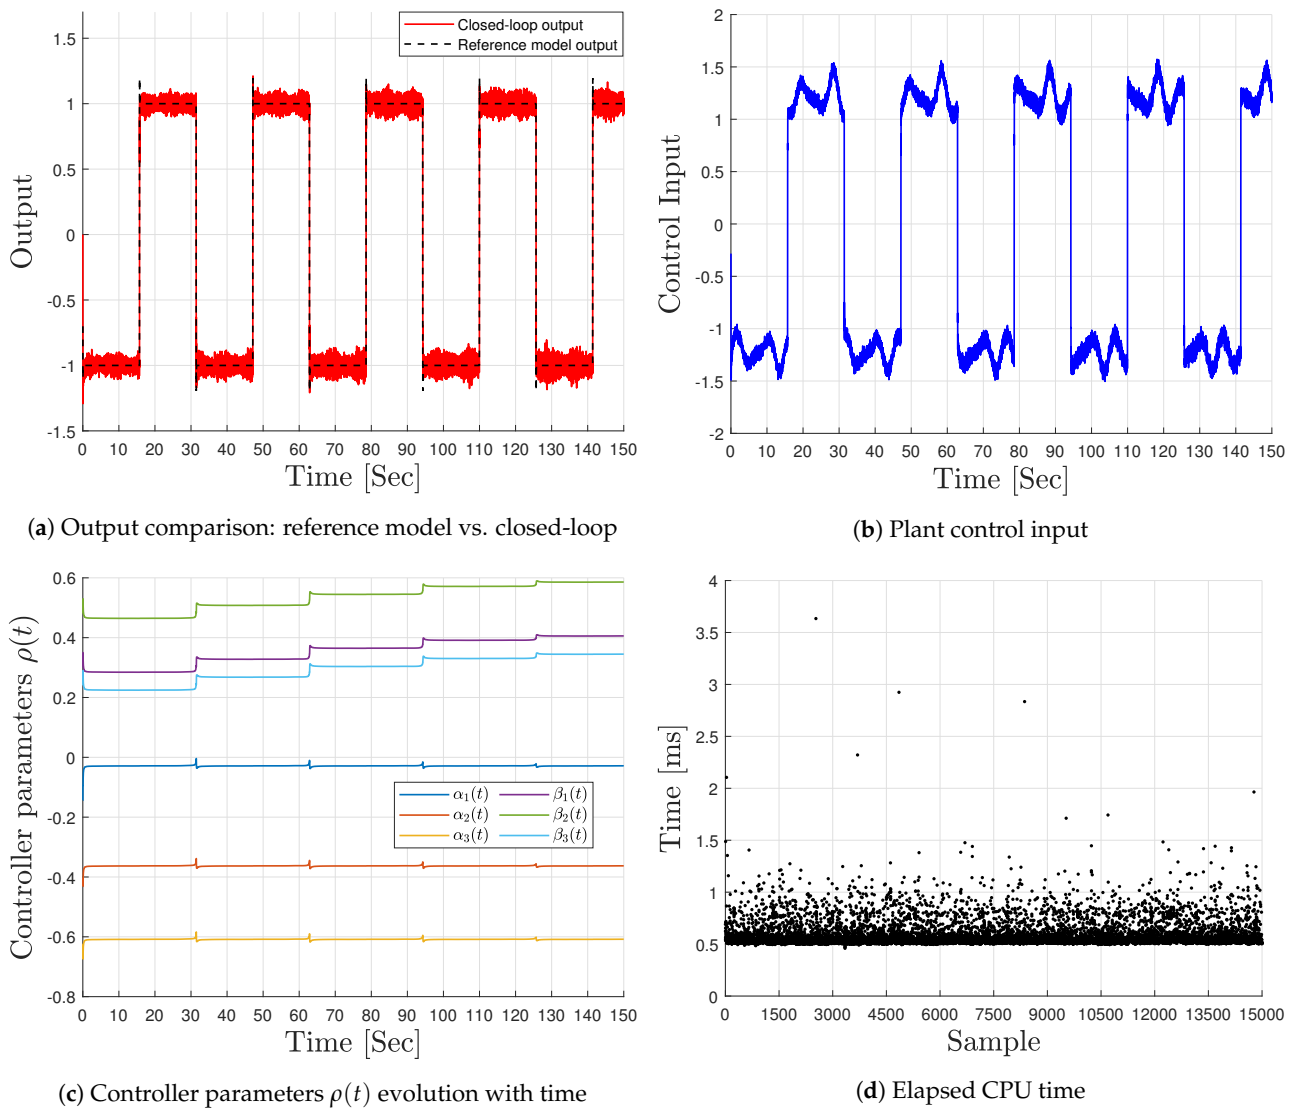 Closed-loop output
Reference model output
1.5
1
0.5
0
-0.5
-1
-1.5
Output
0 10 20 30 40 50 60 70 80 90 100 110 120 130 140 150
Time [Sec]
(a) Output comparison: reference model vs. closed-loop
2
1.5
1
0.5
0
-0.5
-1
-1.5
-2
Control Input
0 10 20 30 40 50 60 70 80 90 100 110 120 130 140 150
Time [Sec]
(b) Plant control input
0.6
0.4
0.2
0
-0.2
-0.4
-0.6
-0.8
Controller parameters ρ(t)
α₁(t) β₁(t)
α₂(t) β₂(t)
α₃(t) β₃(t)
0 10 20 30 40 50 60 70 80 90 100 110 120 130 140 150
Time [Sec]
(c) Controller parameters ρ(t) evolution with time
4
3.5
3
2.5
2
1.5
1
0.5
0
Time [ms]
0 1500 3000 4500 6000 7500 9000 10500 12000 13500 15000
Sample
(d) Elapsed CPU time